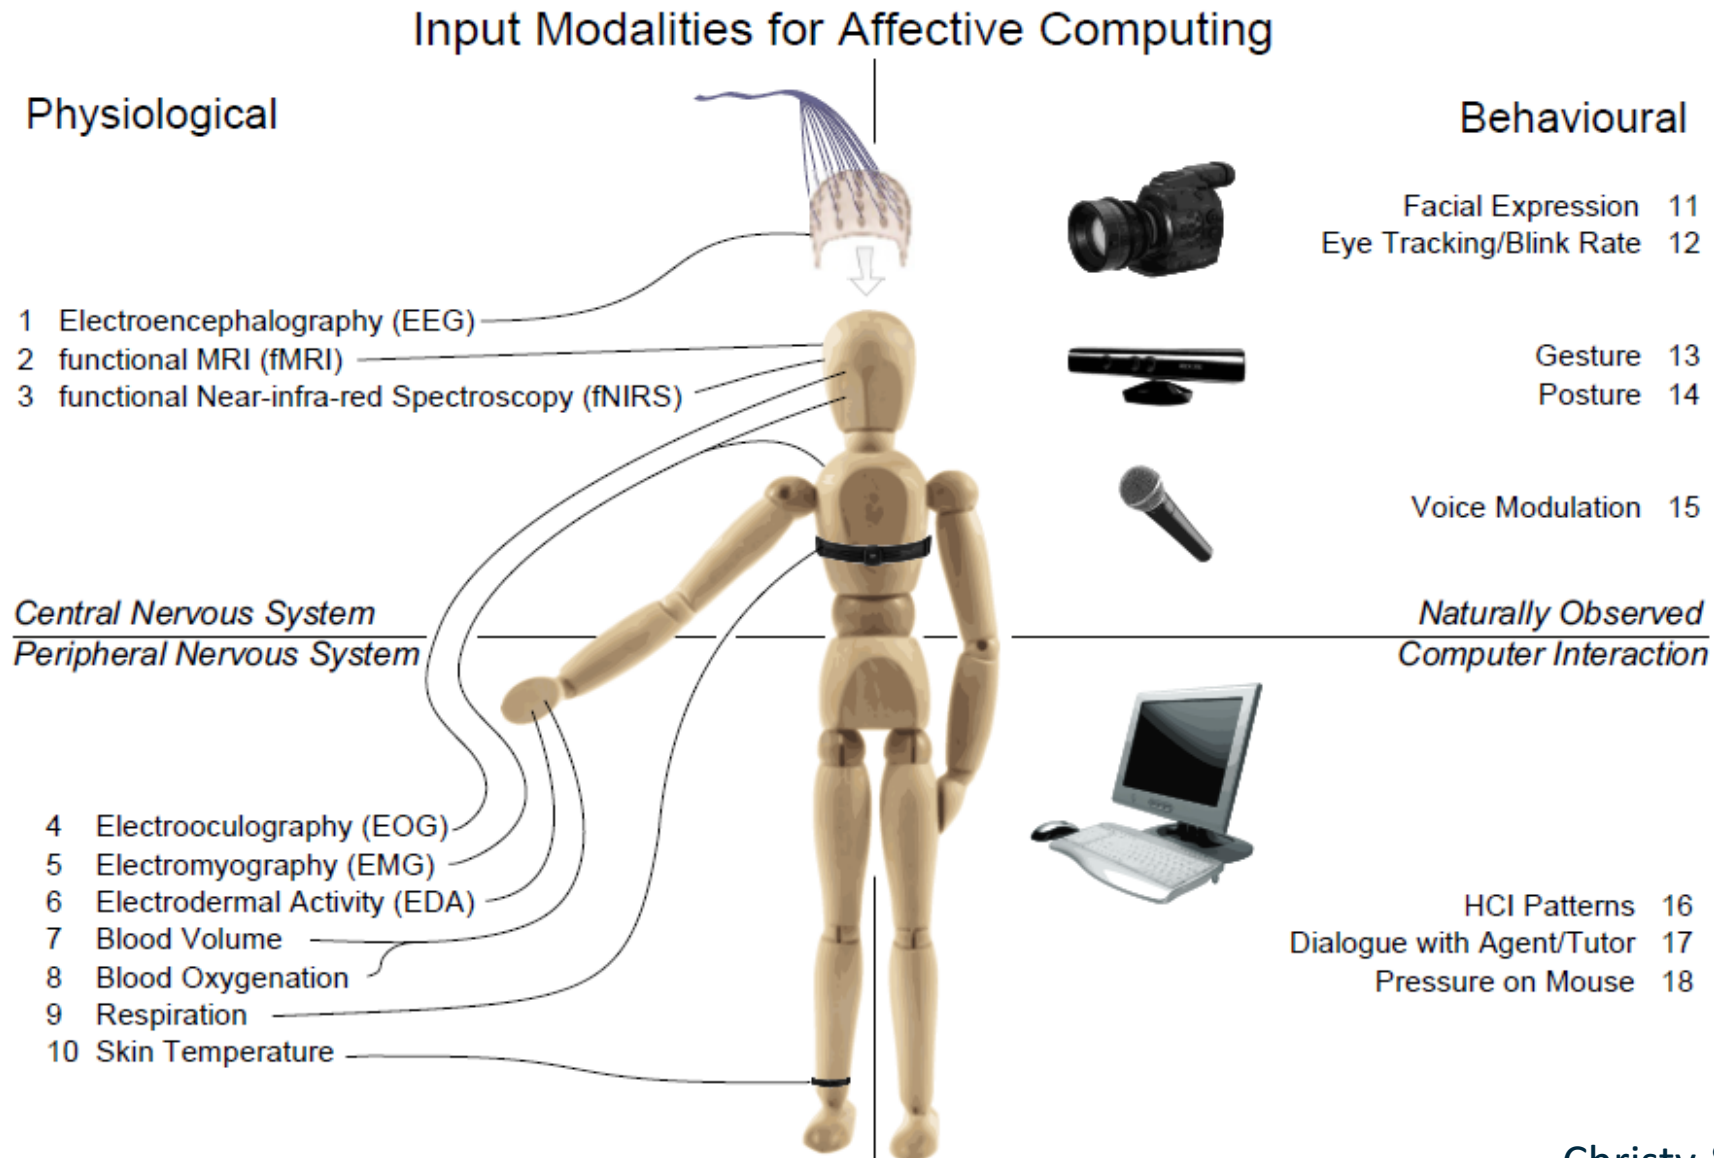 Input Modalities for Affective Computing
Physiological
Behavioural
Facial Expression 11
Eye Tracking/Blink Rate 12
1 Electroencephalography (EEG)
2 functional MRI (fMRI)
3 functional Near-infra-red Spectroscopy (fNIRS)
Gesture 13
Posture 14
Voice Modulation 15
Central Nervous System
Peripheral Nervous System
Naturally Observed
Computer Interaction
4 Electrooculography (EOG)
5 Electromyography (EMG)
6 Electrodermal Activity (EDA)
7 Blood Volume
8 Blood Oxygenation
9 Respiration
10 Skin Temperature
HCI Patterns 16
Dialogue with Agent/Tutor 17
Pressure on Mouse 18
Christy